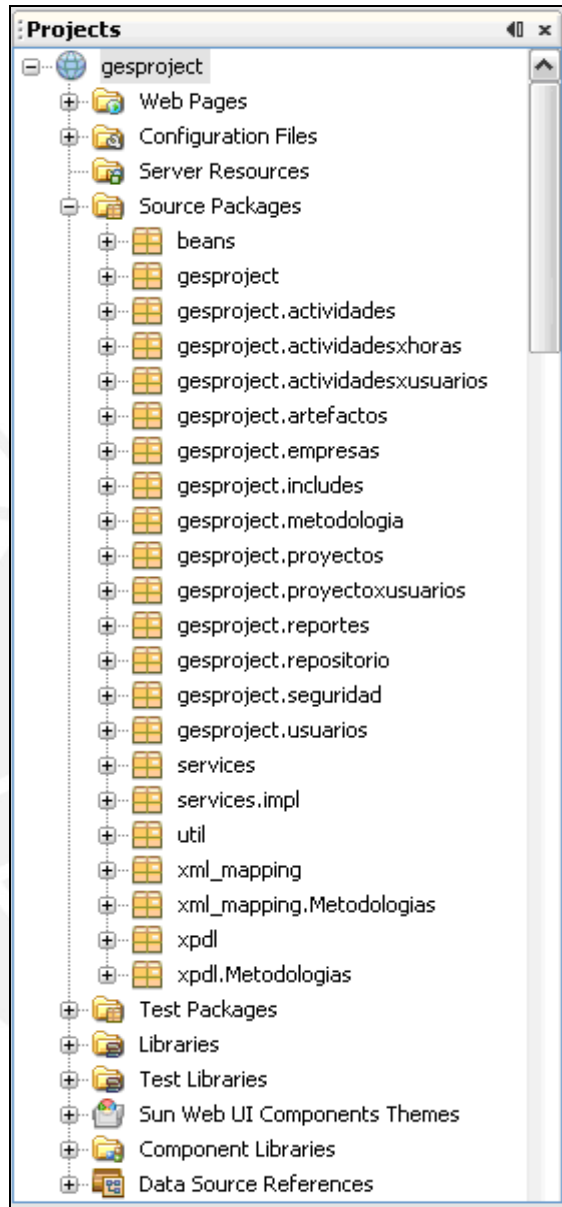 Projects
gesproject
Web Pages
Configuration Files
Server Resources
Source Packages
beans
gesproject
gesproject.actividades
gesproject.actividadesxhoras
gesproject.actividadesxusuarios
gesproject.artefactos
gesproject.empresas
gesproject.includes
gesproject.metodologia
gesproject.proyectos
gesproject.proyectoxusuarios
gesproject.reportes
gesproject.repositorio
gesproject.seguridad
gesproject.usuarios
services
services.impl
util
xml_mapping
xml_mapping.Metodologias
xpdl
xpdl.Metodologias
Test Packages
Libraries
Test Libraries
Sun Web UI Components Themes
Component Libraries
Data Source References